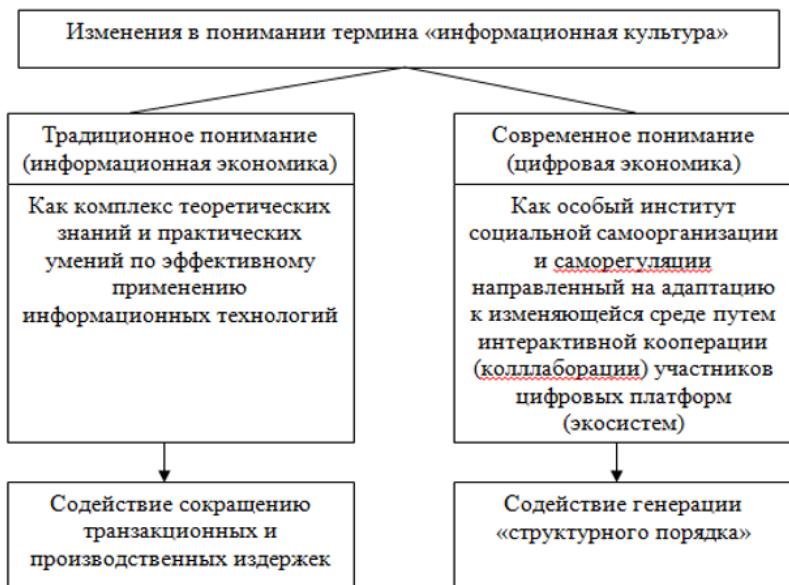 Изменения в понимании термина «информационная культура»
Традиционное понимание
(информационная экономика)
Как комплекс теоретических
знаний и практических
умений по эффективному
применению
информационных технологий
Содействие сокращению
транзакционных и
производственных издержек
Современное понимание
(цифровая экономика)
Как особый институт
социальной самоорганизации
и саморегуляции
направленный на адаптацию
к изменяющейся среде путем
интерактивной кооперации
(колллаборации) участников
цифровых платформ
(экосистем)
Содействие генерации
«структурного порядка»